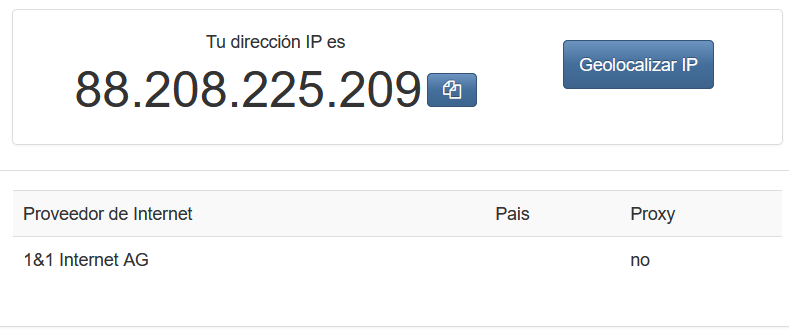 Tu dirección IP es
88.208.225.209
Geolocalizar IP
Proveedor de Internet Pais Proxy
1&1 Internet AG no